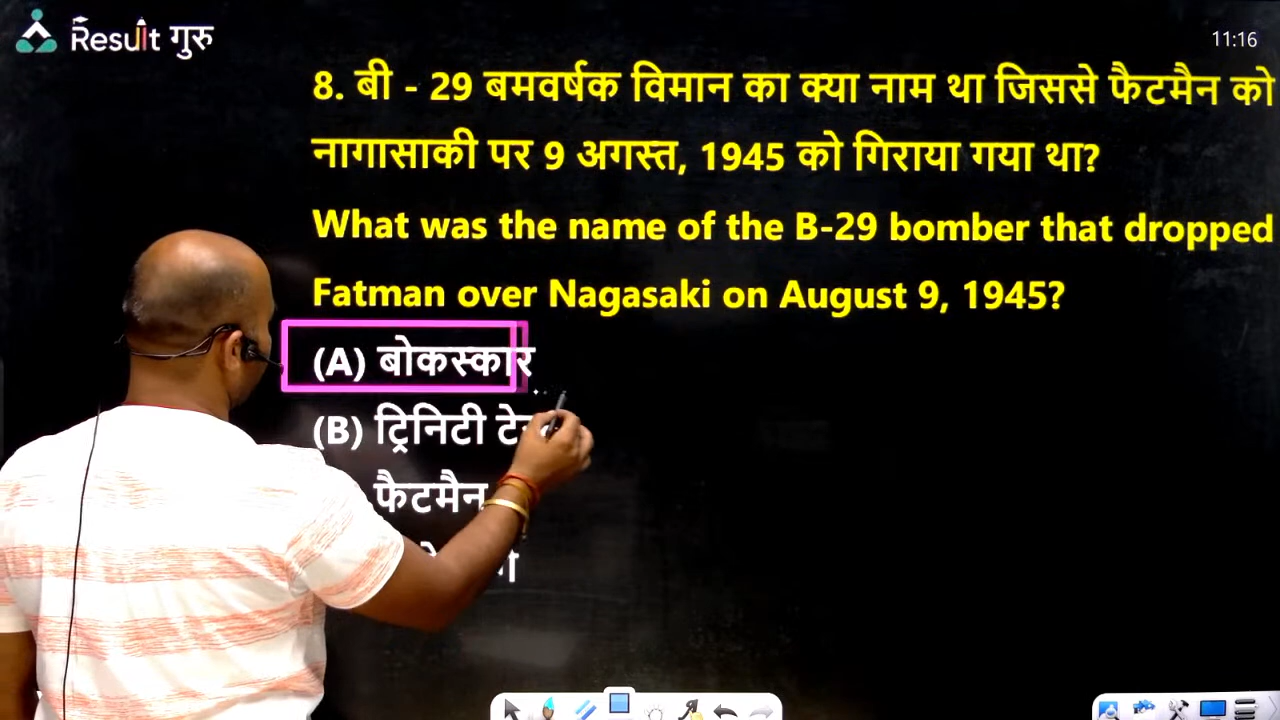 Result गुरु
11:16
8. बी - 29 बमवर्षक विमान का क्या नाम था जिससे फैटमैन को
नागासाकी पर 9 अगस्त, 1945 को गिराया गया था?
What was the name of the B-29 bomber that dropped
Fatman over Nagasaki on August 9, 1945?
(A) बोकस्कार
(B) ट्रिनिटी
फैटमैन